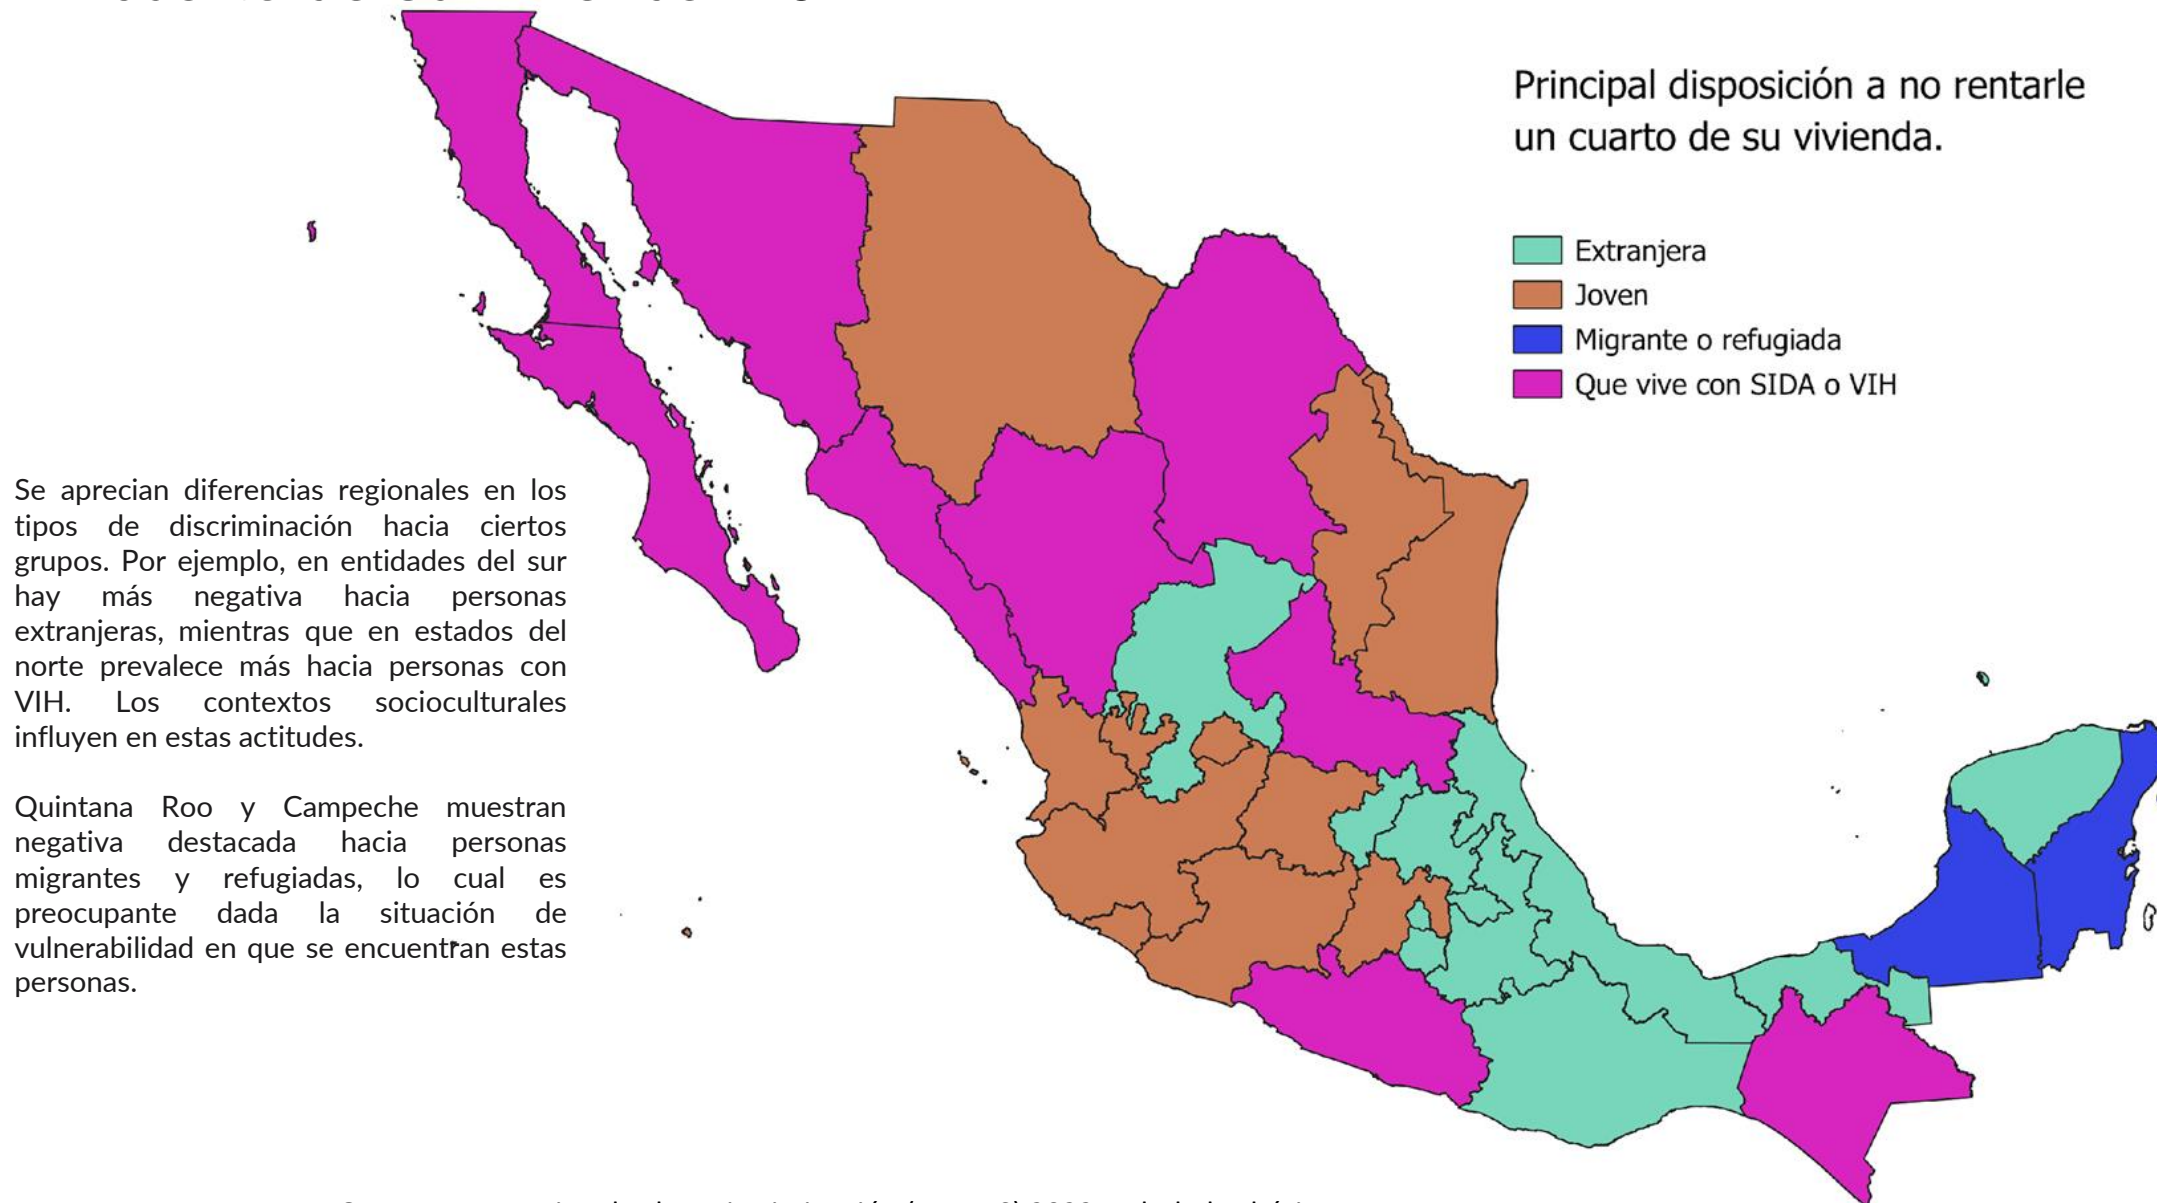 Principal disposición a no rentarle
un cuarto de su vivienda.
Extranjera
Joven
Migrante o refugiada
Que vive con SIDA o VIH
Se aprecian diferencias regionales en los
tipos de discriminación hacia ciertos
grupos. Por ejemplo, en entidades del sur
hay más negativa hacia personas
extranjeras, mientras que en estados del
norte prevalece más hacia personas con
VIH. Los contextos socioculturales
influyen en estas actitudes.
Quintana Roo y Campeche muestran
negativa destacada hacia personas
migrantes y refugiadas, lo cual es
preocupante dada la situación de
vulnerabilidad en que se encuentran estas
personas.